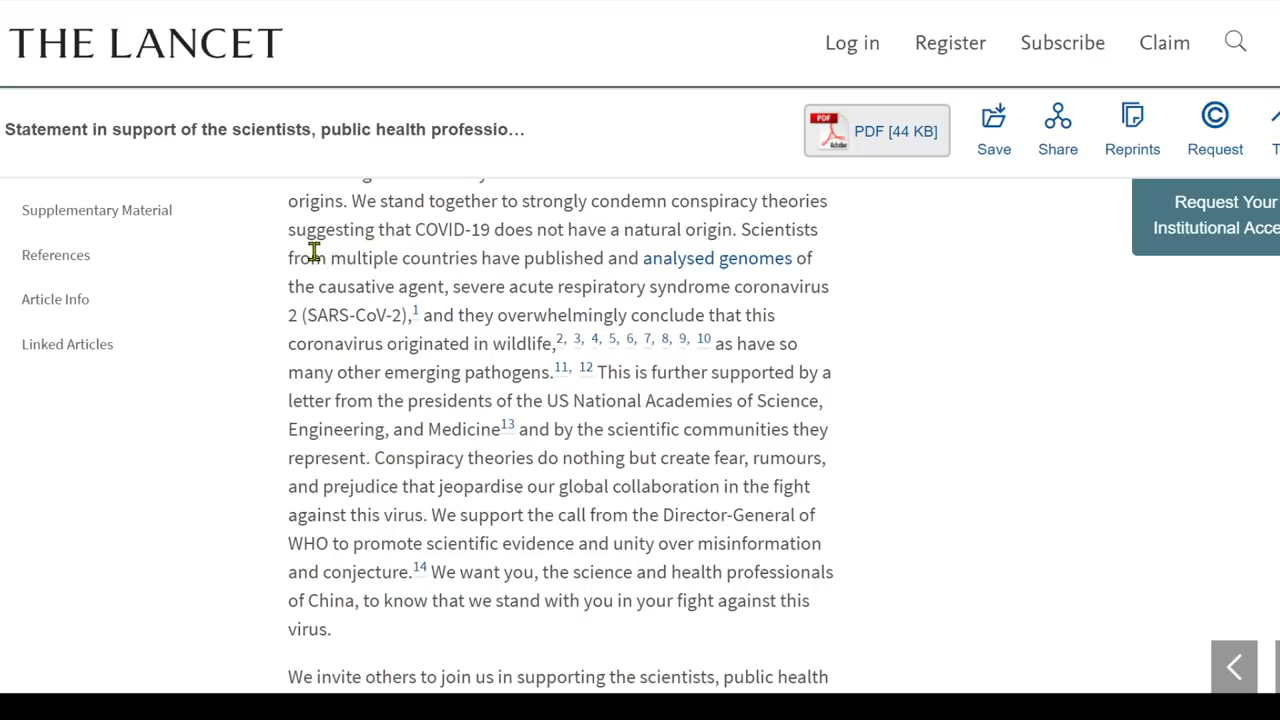 THE LANCET
Log in Register Subscribe Claim
Statement in support of the scientists, public health professio...
PDF PDF [44 KB]
Adobe
Save Share Reprints Request
Supplementary Material
References
Article Info
Linked Articles
origins. We stand together to strongly condemn conspiracy theories
suggesting that COVID-19 does not have a natural origin. Scientists
from multiple countries have published and analysed genomes of
the causative agent, severe acute respiratory syndrome coronavirus
2 (SARS-CoV-2),1 and they overwhelmingly conclude that this
coronavirus originated in wildlife,2, 3, 4, 5, 6, 7, 8, 9, 10 as have so
many other emerging pathogens.11, 12 This is further supported by a
letter from the presidents of the US National Academies of Science,
Engineering, and Medicine13 and by the scientific communities they
represent. Conspiracy theories do nothing but create fear, rumours,
and prejudice that jeopardise our global collaboration in the fight
against this virus. We support the call from the Director-General of
WHO to promote scientific evidence and unity over misinformation
and conjecture.14 We want you, the science and health professionals
of China, to know that we stand with you in your fight against this
virus.
We invite others to join us in supporting the scientists, public health
Request Your
Institutional Acce